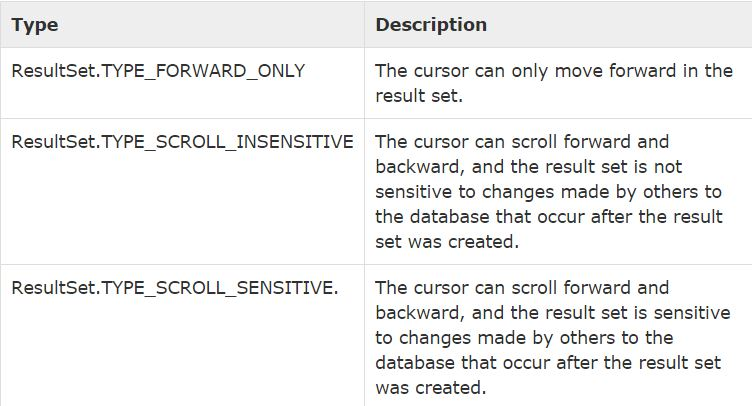 Type
Description
ResultSet.TYPE_FORWARD_ONLY
The cursor can only move forward in the
result set.
ResultSet.TYPE_SCROLL_INSENSITIVE
The cursor can scroll forward and
backward, and the result set is not
sensitive to changes made by others to
the database that occur after the result
set was created.
ResultSet.TYPE_SCROLL_SENSITIVE.
The cursor can scroll forward and
backward, and the result set is sensitive
to changes made by others to the
database that occur after the result set
was created.